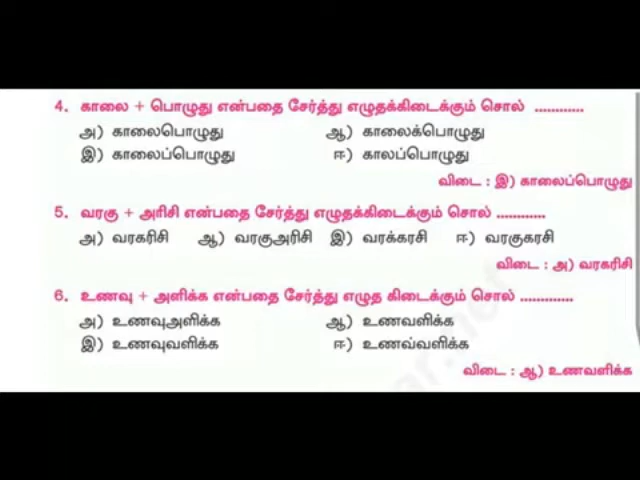 4. காலை + பொழுது என்பதை சேர்த்து எழுதக்கிடைக்கும் சொல் ............
அ) காலைபொழுது ஆ) காலைக்பொழுது
இ) காலைப்பொழுது ஈ) காலப்பொழுது
விடை : இ) காலைப்பொழுது
5. வரகு + அரிசி என்பதை சேர்த்து எழுதக்கிடைக்கும் சொல் ............
அ) வரகரிசி ஆ) வரகுஅரிசி இ) வரக்கரசி ஈ) வரகுகரசி
விடை : அ) வரகரிசி
6. உணவு + அளிக்க என்பதை சேர்த்து எழுத கிடைக்கும் சொல் .............
அ) உணவுஅளிக்க ஆ) உணவளிக்க
இ) உணவுவளிக்க ஈ) உணவ்வளிக்க
விடை : ஆ) உணவளிக்க